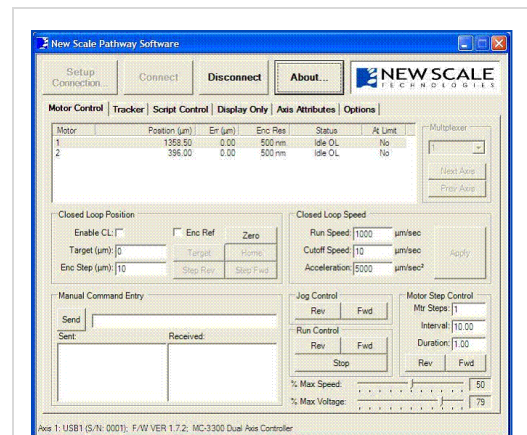 New Scale Pathway Software
Setup Connection...
Connect
Disconnect
About...
NEW SCALE
TECHNOLOGIES
Motor Control Tracker Script Control Display Only Axis Attributes Options
Motor Position (µm) Err (µm) Enc Res Status At Limit
1 1358.50 0.00 500 nm Idle OL No
2 396.00 0.00 500 nm Idle OL No
Multiplexer
1
Next Axis
Prev Axis
Closed Loop Position
Enable CL:
Enc Ref
Zero
Target (µm): 0
Target
Home
Enc Step (µm): 10
Step Rev
Step Fwd
Closed Loop Speed
Run Speed: 1000 µm/sec
Cutoff Speed: 10 µm/sec
Acceleration: 5000 µm/sec²
Apply
Manual Command Entry
Send
Sent:
Received:
Jog Control
Rev
Fwd
Run Control
Rev
Fwd
Stop
Motor Step Control
Mtr Steps: 1
Interval: 10.00
Duration: 1.00
Rev
Fwd
% Max Speed: 50
% Max Voltage: 79
Axis 1: USB1 (S/N: 0001); F/W VER 1.7.2; MC-3300 Dual Axis Controller